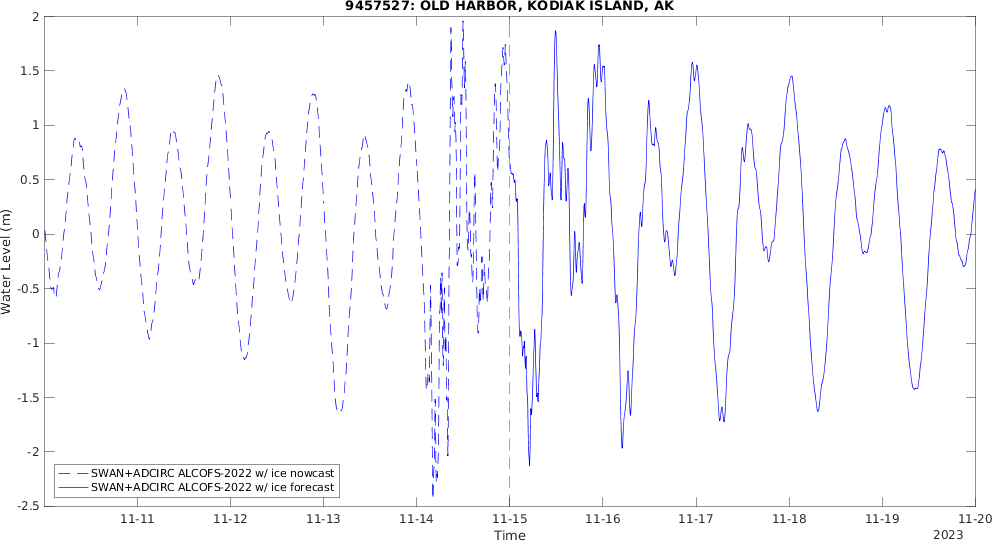 9457527: OLD HARBOR, KODIAK ISLAND, AK
2
1.5
1
0.5
0
-0.5
-1
-1.5
-2
-2.5
Water Level (m)
SWAN+ADCIRC ALCOFS-2022 w/ ice nowcast
SWAN+ADCIRC ALCOFS-2022 w/ ice forecast
11-11 11-12 11-13 11-14 11-15 11-16 11-17 11-18 11-19 11-20
Time
2023